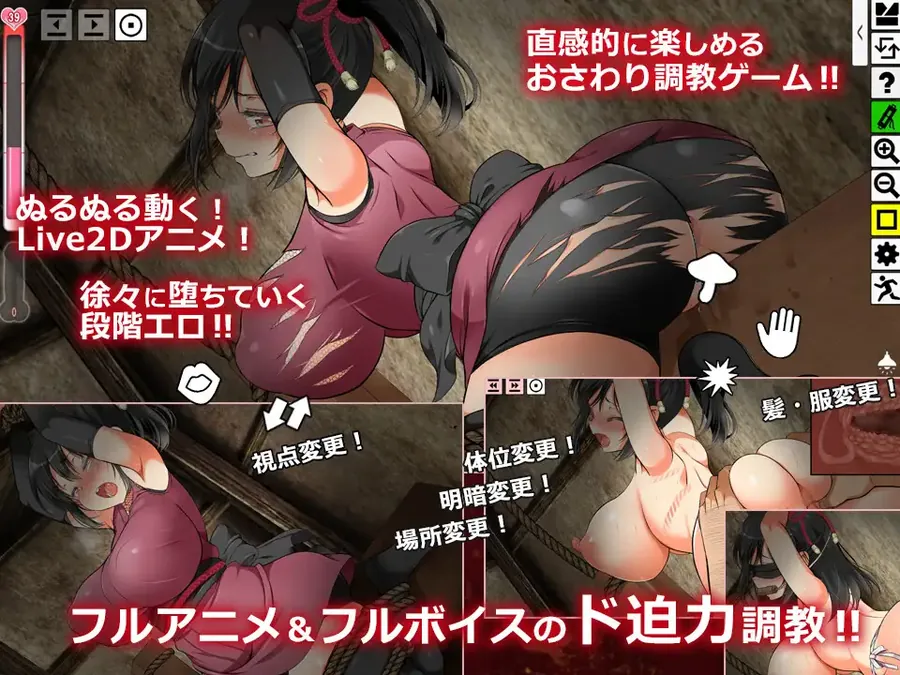 39
直感的に楽しめる
おさわり調教ゲーム!!
ぬるぬる動く！
Live2Dアニメ！
徐々に堕ちていく
段階エロ!!
0
視点変更！
体位変更！
明暗変更！
場所変更！
髪・服変更！
フルアニメ&フルボイスのド迫力調教!!